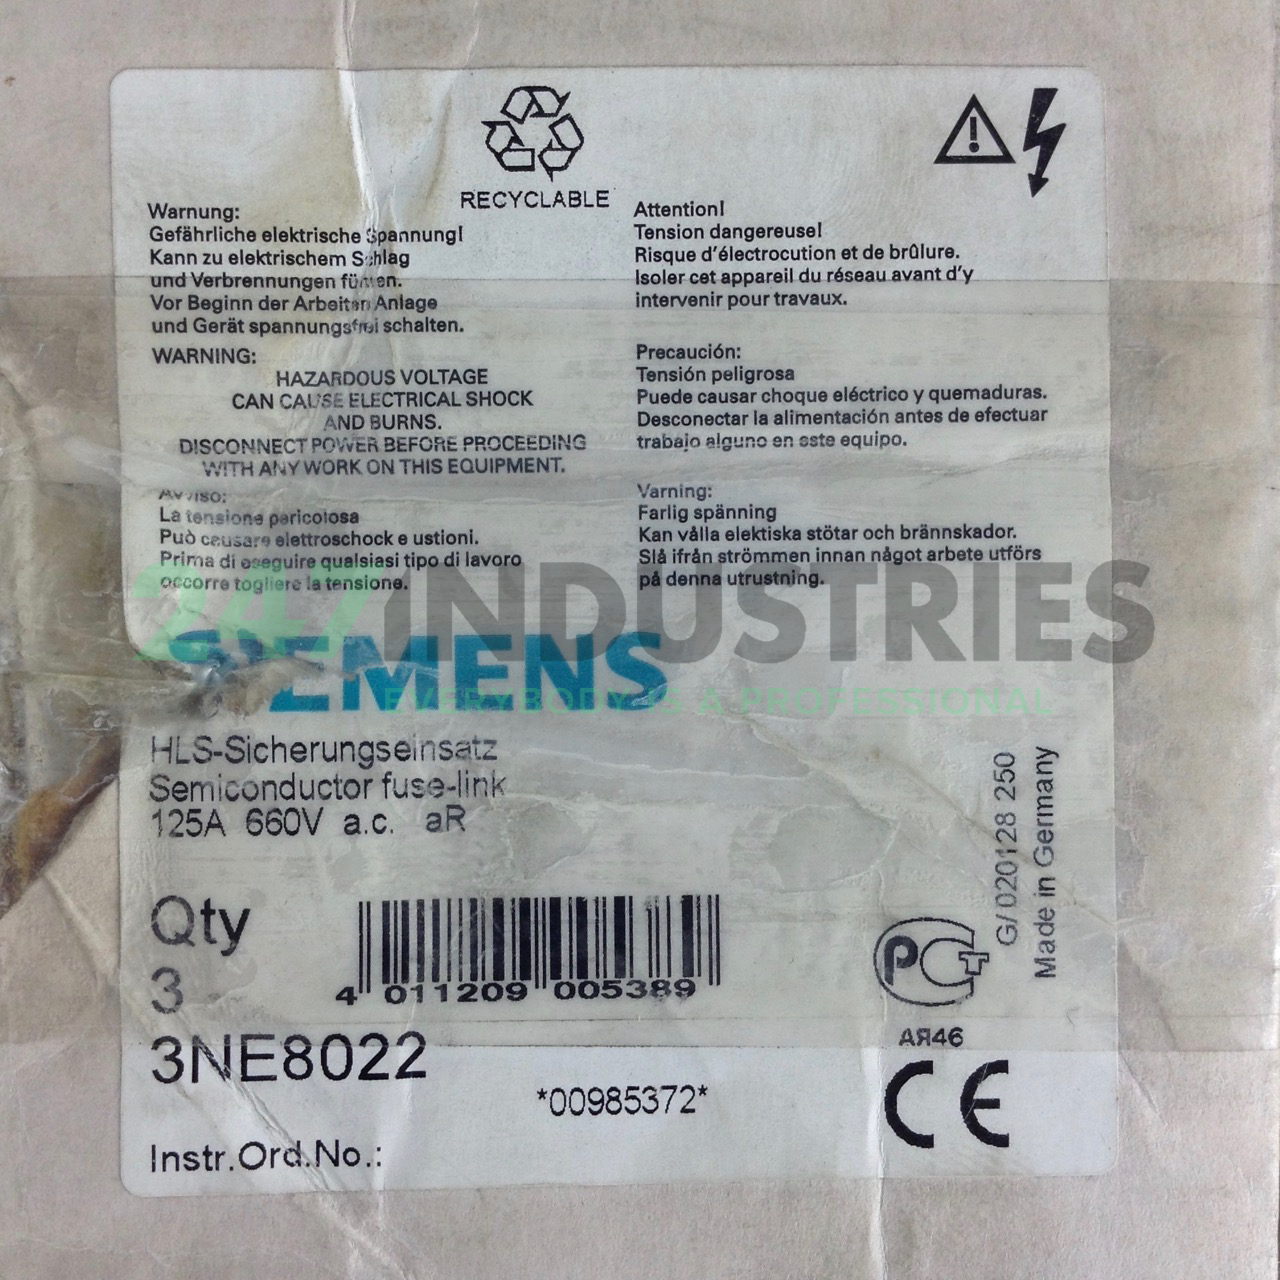 RECYCLABLE
Warnung:
Gefährliche elektrische Spannung!
Kann zu elektrischem Schlag
und Verbrennungen führen.
Vor Beginn der Arbeiten Anlage
und Gerät spannungsfrei schalten.
Attention!
Tension dangereuse!
Risque d'électrocution et de brûlure.
Isoler cet appareil du réseau avant d'y
intervenir pour travaux.
WARNING:
HAZARDOUS VOLTAGE
CAN CAUSE ELECTRICAL SHOCK
AND BURNS.
DISCONNECT POWER BEFORE PROCEEDING
WITH ANY WORK ON THIS EQUIPMENT.
Precaución:
Tensión peligrosa
Puede causar choque eléctrico y quemaduras.
Desconectar la alimentación antes de efectuar
trabajo alguno en este equipo.
Avviso:
La tensione pericolosa
Può causare elettroschock e ustioni.
Prima di eseguire qualsiasi tipo di lavoro
occorre togliere la tensione.
Varning:
Farlig spänning
Kan vålla elektiska stötar och brännskador.
Slå ifrån strömmen innan något arbete utförs
på denna utrustning.
247INDUSTRIES
EVERYBODY IS A PROFESSIONAL
SIEMENS
HLS-Sicherungseinsatz
Semiconductor fuse-link
125A 660V a.c. aR
Qty
3
4 011209 005389
3NE8022
*00985372*
Instr.Ord.No.:
G/020128 250
Made in Germany
РСТ
АЯ46
CE